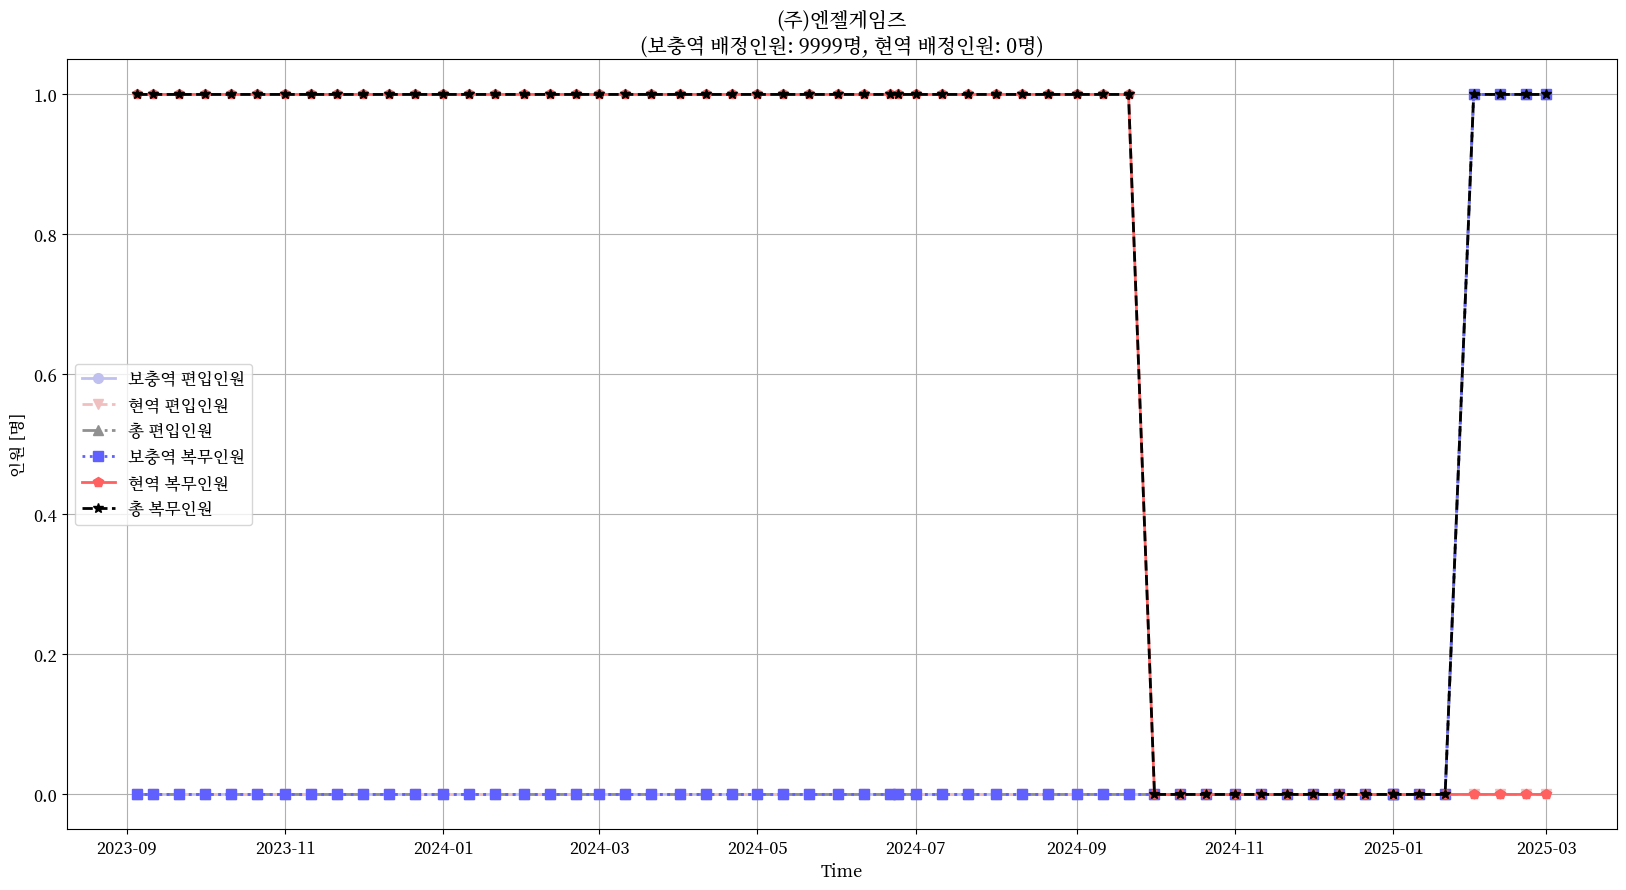 (주)엔젤게임즈
(보충역 배정인원: 9999명, 현역 배정인원: 0명)
1.0
0.8
0.6
0.4
0.2
0.0
인원 [명]
보충역 편입인원
현역 편입인원
총 편입인원
보충역 복무인원
현역 복무인원
총 복무인원
2023-09 2023-11 2024-01 2024-03 2024-05 2024-07 2024-09 2024-11 2025-01 2025-03
Time